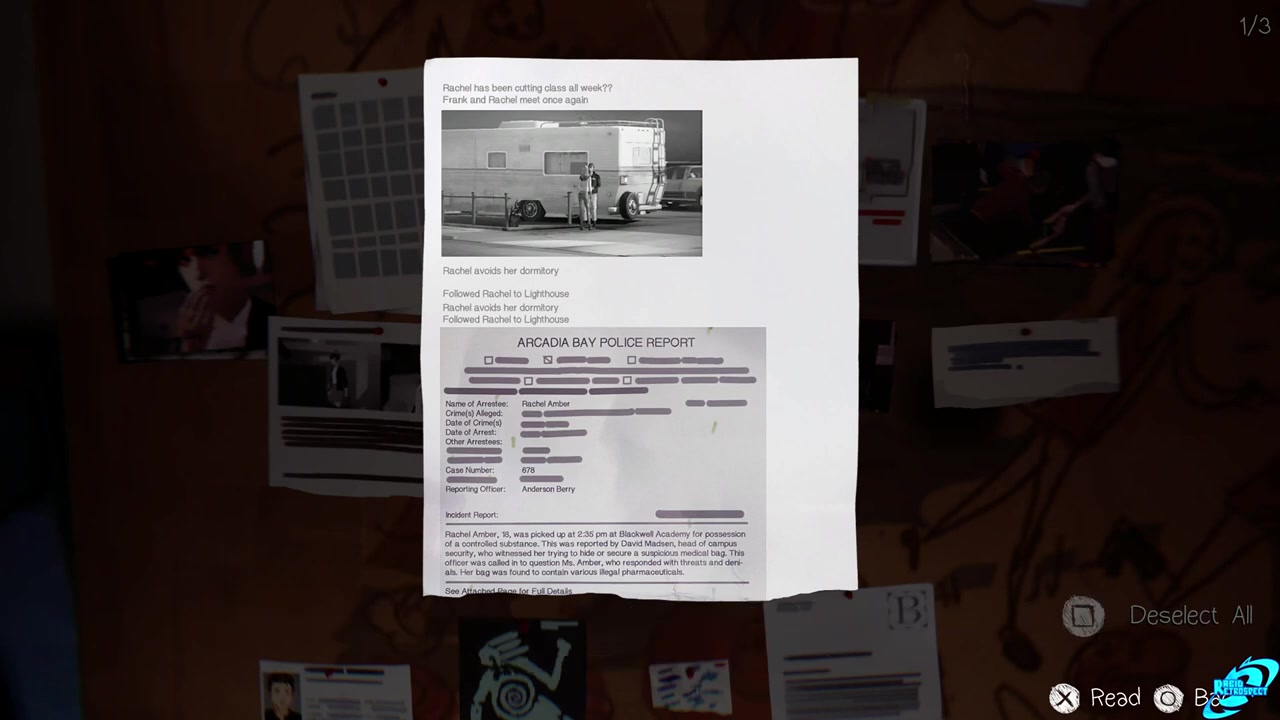 1/3
Rachel has been cutting class all week??
Frank and Rachel meet once again
Rachel avoids her dormitory
Followed Rachel to Lighthouse
Rachel avoids her dormitory
Followed Rachel to Lighthouse
ARCADIA BAY POLICE REPORT
Name of Arrestee: Rachel Amber
Crime(s) Alleged:
Date of Crime(s)
Date of Arrest:
Other Arrestees:
Case Number: 678
Reporting Officer: Anderson Berry
Incident Report:
Rachel Amber, 18, was picked up at 2:35 pm at Blackwell Academy for possession
of a controlled substance. This was reported by David Madsen, head of campus
security, who witnessed her trying to hide or secure a suspicious medical bag. This
officer was called in to question Ms. Amber, who responded with threats and deni-
als. Her bag was found to contain various illegal pharmaceuticals.
See Attached Page for Full Details
B
Deselect All
Read
RETROSPECT